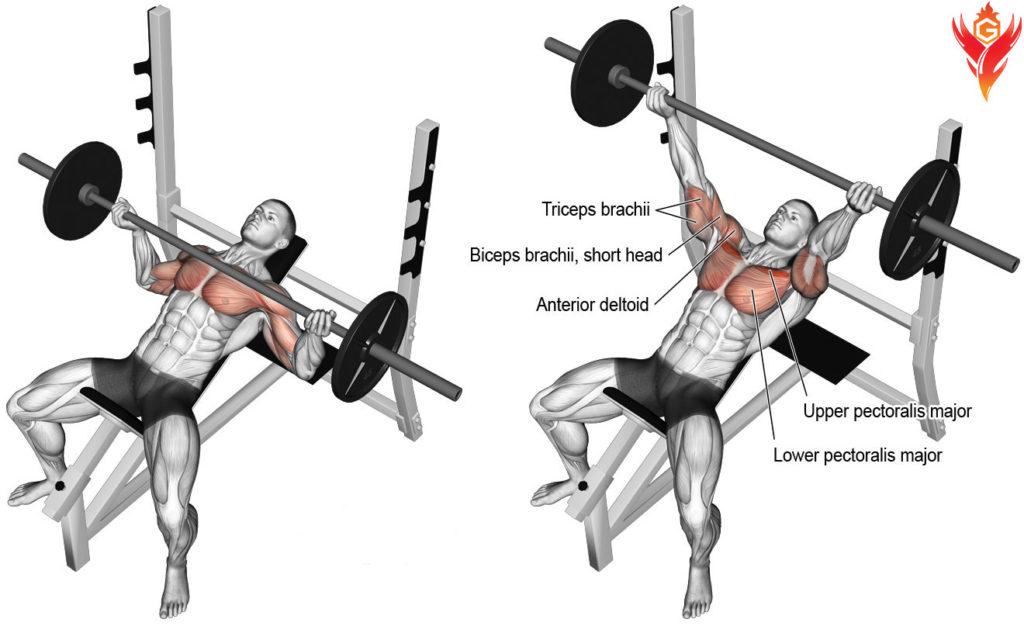 G
Triceps brachii
Biceps brachii, short head
Anterior deltoid
Upper pectoralis major
Lower pectoralis major